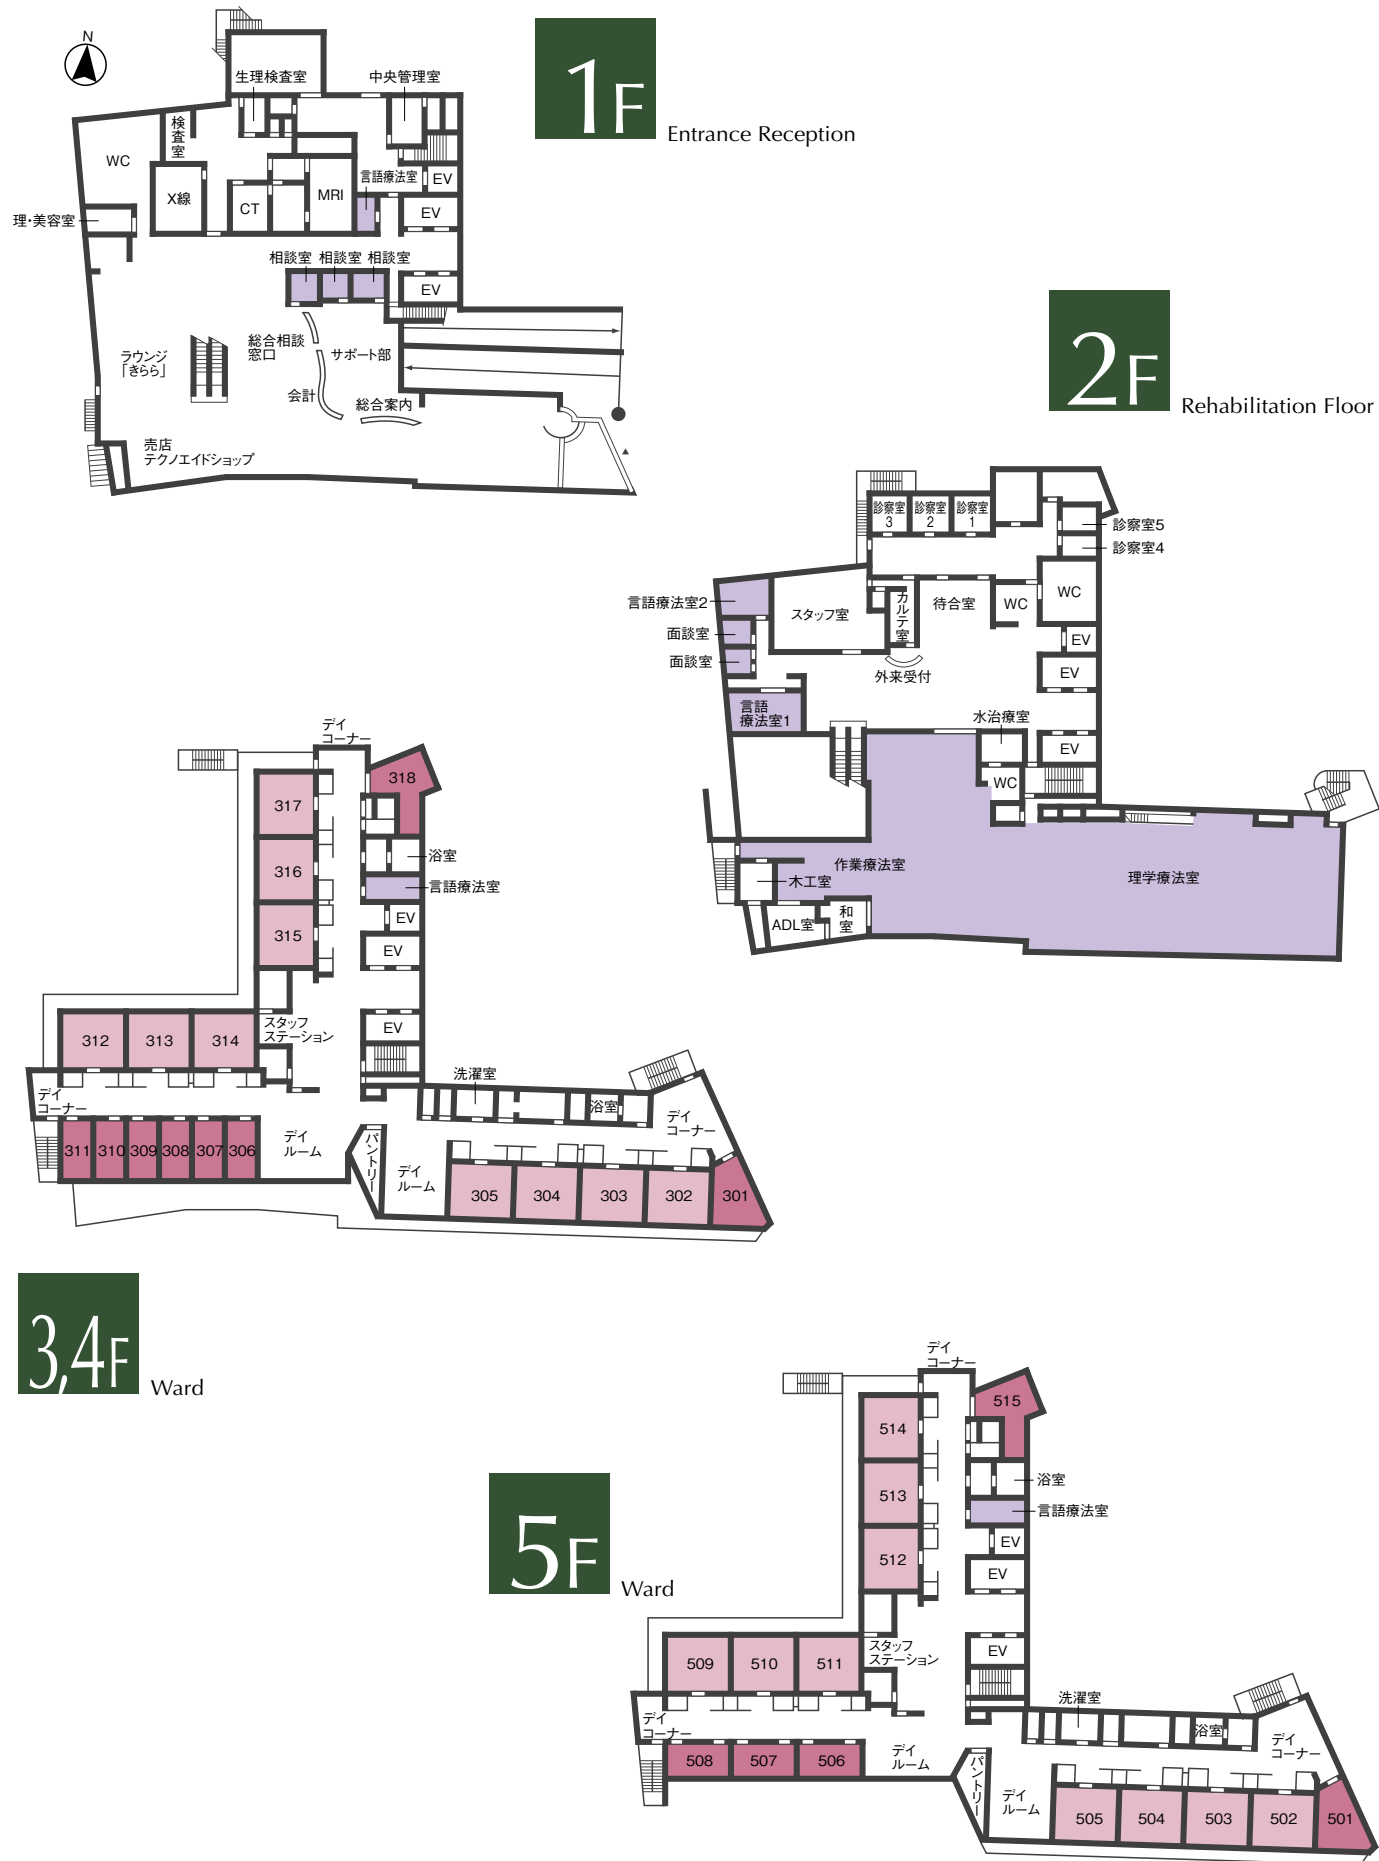 N
1F
Entrance Reception
生理検査室
中央管理室
検査室
WC
X線
CT
MRI
言語療法室
EV
EV
理・美容室
相談室
相談室
相談室
EV
ラウンジ
「きらら」
総合相談
窓口
サポート部
会計
総合案内
売店
テクノエイドショップ
2F
Rehabilitation Floor
診察室
3
診察室
2
診察室
1
診察室5
診察室4
言語療法室2
面談室
面談室
スタッフ室
カルテ室
待合室
WC
WC
EV
EV
外来受付
言語
療法室1
水治療室
EV
WC
作業療法室
木工室
理学療法室
ADL室
和
室
デイ
コーナー
318
317
316
315
浴室
言語療法室
EV
EV
EV
312
313
314
スタッフ
ステーション
デイ
コーナー
311
310
309
308
307
306
デイ
ルーム
パントリー
デイ
ルーム
洗濯室
浴室
デイ
コーナー
305
304
303
302
301
3,4F
Ward
デイ
コーナー
515
514
513
512
浴室
言語療法室
EV
EV
EV
5F
Ward
509
510
511
スタッフ
ステーション
デイ
コーナー
508
507
506
デイ
ルーム
パントリー
デイ
ルーム
洗濯室
浴室
デイ
コーナー
505
504
503
502
501